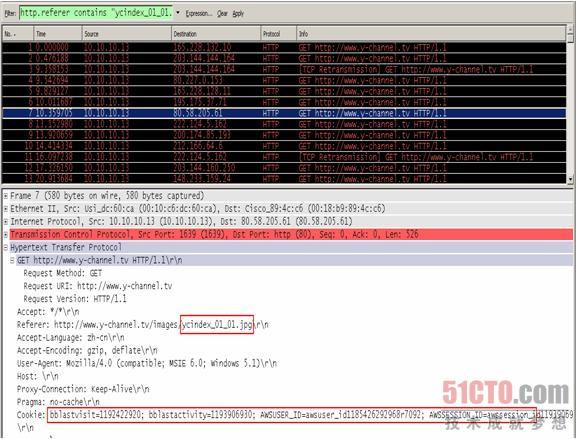 Filter: http.referer contains "ycindex_01_01. Expression... Clear Apply
No. Time Source Destination Protocol Info
1 0.000000 10.10.10.13 165.228.132.10 HTTP GET http://www.y-channel.tv HTTP/1.1
2 0.476188 10.10.10.13 203.144.144.164 HTTP GET http://www.y-channel.tv HTTP/1.1
3 9.358153 10.10.10.13 203.144.144.164 HTTP [TCP Retransmission] GET http://www.y-channel.tv HTTP/1.1
4 9.542694 10.10.10.13 80.227.0.153 HTTP GET http://www.y-channel.tv HTTP/1.1
5 9.829127 10.10.10.13 165.228.128.11 HTTP GET http://www.y-channel.tv HTTP/1.1
6 10.011687 10.10.10.13 195.175.37.71 HTTP GET http://www.y-channel.tv HTTP/1.1
7 10.359705 10.10.10.13 80.58.205.61 HTTP GET http://www.y-channel.tv HTTP/1.1
8 11.152980 10.10.10.13 222.124.5.162 HTTP GET http://www.y-channel.tv HTTP/1.1
9 13.920659 10.10.10.13 200.174.85.193 HTTP GET http://www.y-channel.tv HTTP/1.1
10 14.414334 10.10.10.13 212.166.64.6 HTTP GET http://www.y-channel.tv HTTP/1.1
11 16.097238 10.10.10.13 222.124.5.162 HTTP [TCP Retransmission] GET http://www.y-channel.tv HTTP/1.1
12 17.326150 10.10.10.13 203.144.160.250 HTTP GET http://www.y-channel.tv HTTP/1.1
13 20.913684 10.10.10.13 148.233.159.24 HTTP GET http://www.y-channel.tv HTTP/1.1
Frame 7 (580 bytes on wire, 580 bytes captured)
Ethernet II, Src: Usi_dc:60:ca (00:10:c6:dc:60:ca), Dst: Cisco_89:4c:c6 (00:18:b9:89:4c:c6)
Internet Protocol, Src: 10.10.10.13 (10.10.10.13), Dst: 80.58.205.61 (80.58.205.61)
Transmission Control Protocol, Src Port: 1639 (1639), Dst Port: http (80), Seq: 0, Ack: 0, Len: 526
Hypertext Transfer Protocol
GET http://www.y-channel.tv HTTP/1.1\r\n
Request Method: GET
Request URI: http://www.y-channel.tv
Request Version: HTTP/1.1
Accept: */*\r\n
Referer: http://www.y-channel.tv/images/ycindex_01_01.jpg\r\n
Accept-Language: zh-cn\r\n
Accept-Encoding: gzip, deflate\r\n
User-Agent: Mozilla/4.0 (compatible; MSIE 6.0; Windows 5.1)\r\n
Host: \r\n
Proxy-Connection: Keep-Alive\r\n
Pragma: no-cache\r\n
Cookie: bblastvisit=1192422920; bblastactivity=1193906930; AWSUSER_ID=awsuser_id1185426292968r7092; AWSSESSION_ID=awssession_id11939069
\r\n
51CTO.com
技术成就梦想